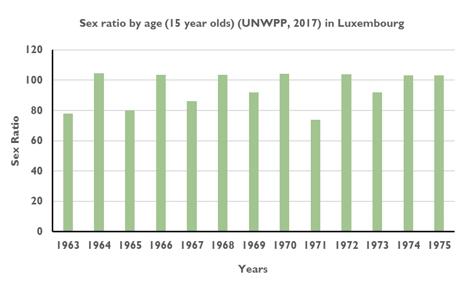 Sex ratio by age (15 year olds) (UNWPP, 2017) in Luxembourg
120
100
80
60
40
20
0
Sex Ratio
1963 1964 1965 1966 1967 1968 1969 1970 1971 1972 1973 1974 1975
Years